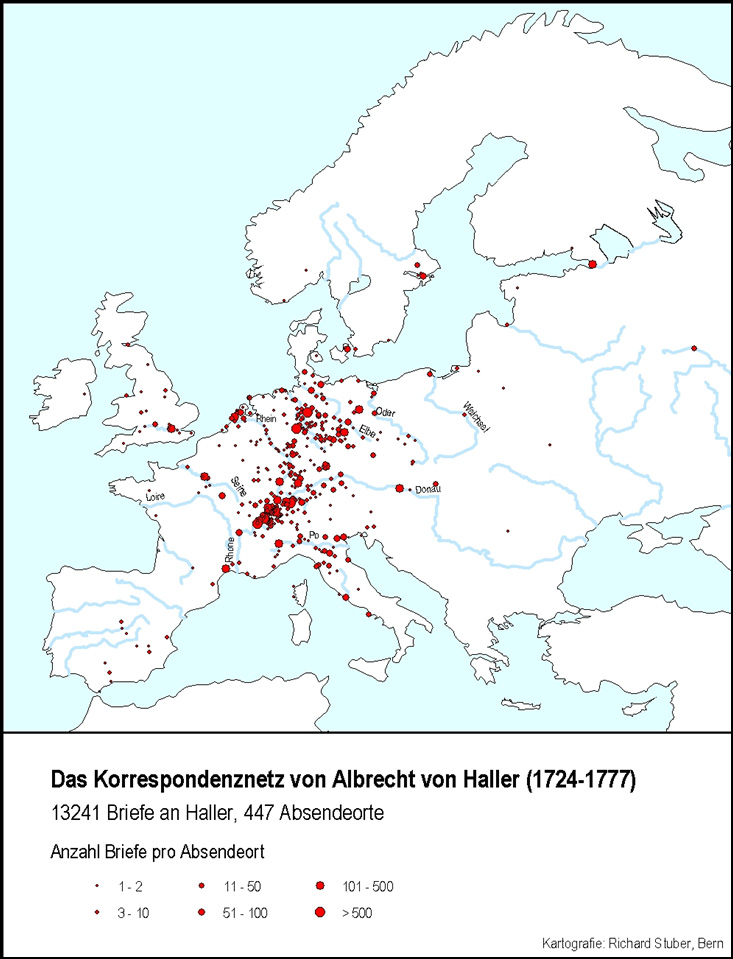 Weichsel
Oder
Rhein
Elbe
Seine
Donau
Loire
Po
Rhone
Das Korrespondenznetz von Albrecht von Haller (1724-1777)
13241 Briefe an Haller, 447 Absendeorte
Anzahl Briefe pro Absendeort
1 - 2
11 - 50
101 - 500
3 - 10
51 - 100
> 500
Kartografie: Richard Stuber, Bern